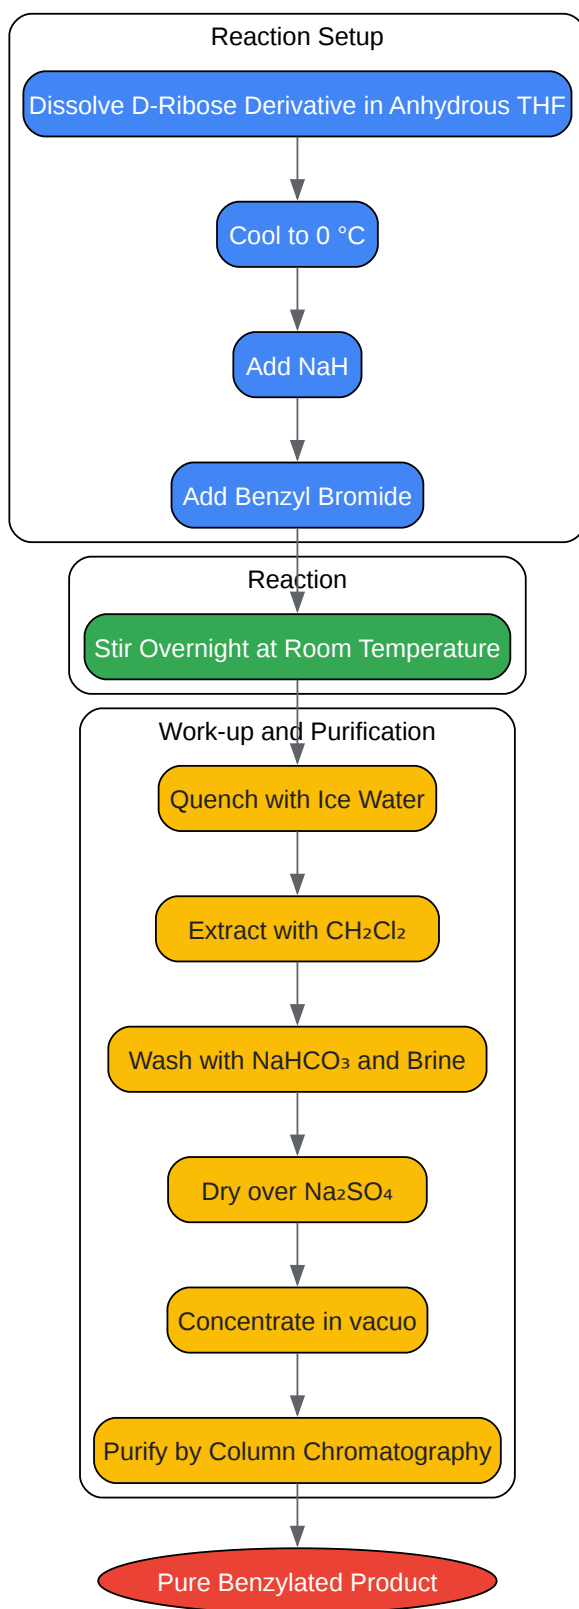 Reaction Setup
Dissolve D-Ribose Derivative in Anhydrous THF
Cool to 0 °C
Add NaH
Add Benzyl Bromide
Reaction
Stir Overnight at Room Temperature
Work-up and Purification
Quench with Ice Water
Extract with CH₂Cl₂
Wash with NaHCO₃ and Brine
Dry over Na₂SO₄
Concentrate in vacuo
Purify by Column Chromatography
Pure Benzylated Product